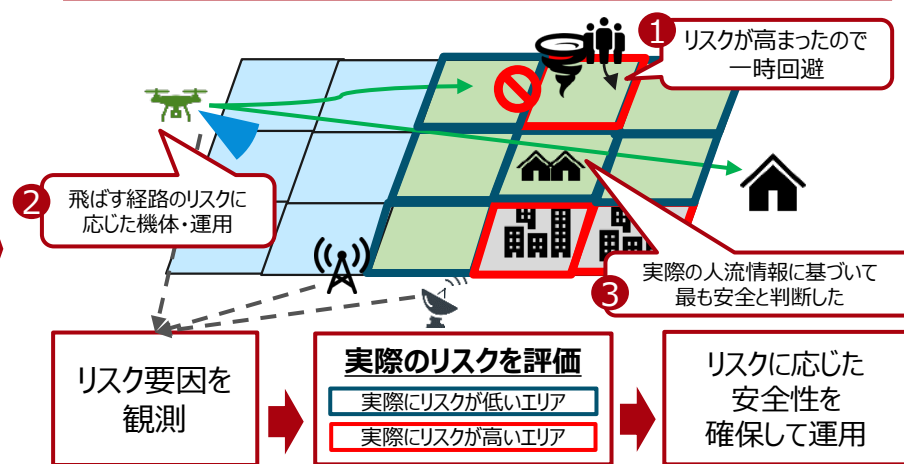 1
リスクが高まったので
一時回避
2
飛ばす経路のリスクに
応じた機体・運用
3
実際の人流情報に基づいて
最も安全と判断した
リスク要因を
観測
実際のリスクを評価
実際にリスクが低いエリア
実際にリスクが高いエリア
リスクに応じた
安全性を
確保して運用